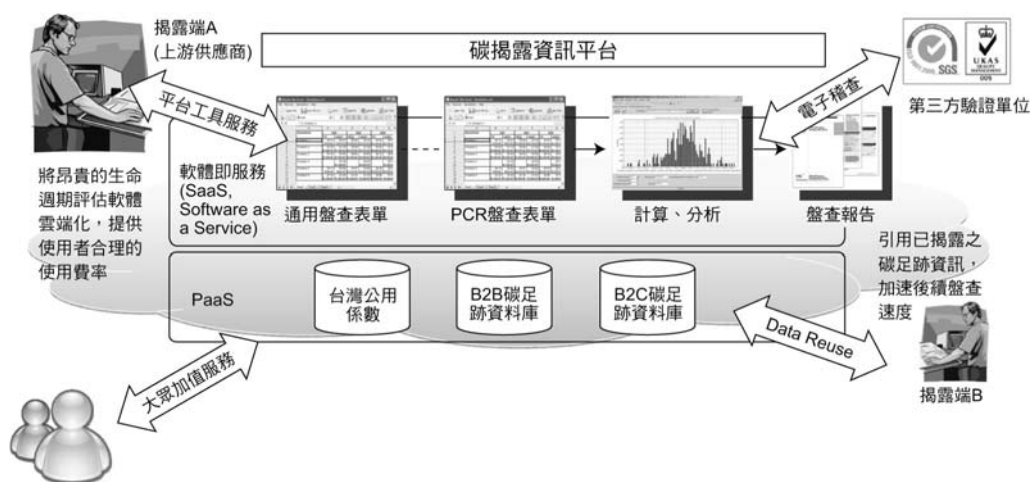 揭露端A
(上游供應商)
碳揭露資訊平台
SGS
UKAS
QUALITY
MANAGEMENT
005
第三方驗證單位
平台工具服務
電子稽查
軟體即服務
(SaaS,
Software as
a Service)
通用盤查表單
PCR盤查表單
計算、分析
盤查報告
將昂貴的生命
週期評估軟體
雲端化，提供
使用者合理的
使用費率
引用已揭露之
碳足跡資訊，
加速後續盤查
速度
PaaS
台灣公用
係數
B2B碳足
跡資料庫
B2C碳足
跡資料庫
Data Reuse
揭露端B
大眾加值服務